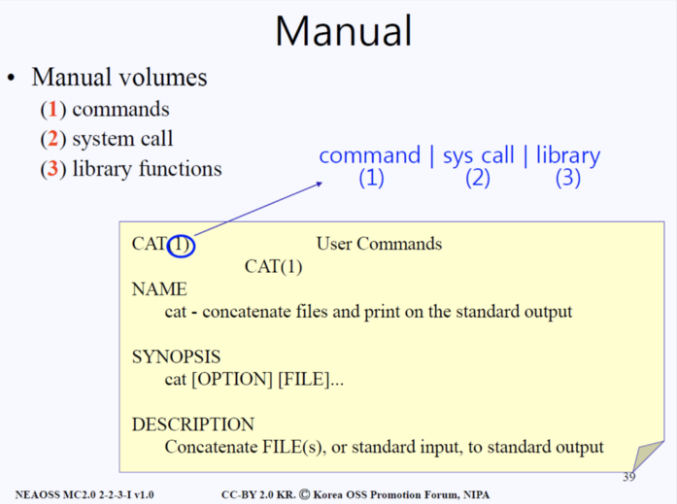 Manual
• Manual volumes
(1) commands
(2) system call
(3) library functions
command | sys call | library
(1) (2) (3)
CAT(1) User Commands
CAT(1)
NAME
cat - concatenate files and print on the standard output
SYNOPSIS
cat [OPTION] [FILE]...
DESCRIPTION
Concatenate FILE(s), or standard input, to standard output
39
NEAOSS MC2.0 2-2-3-I v1.0 CC-BY 2.0 KR. Ⓒ Korea OSS Promotion Forum, NIPA